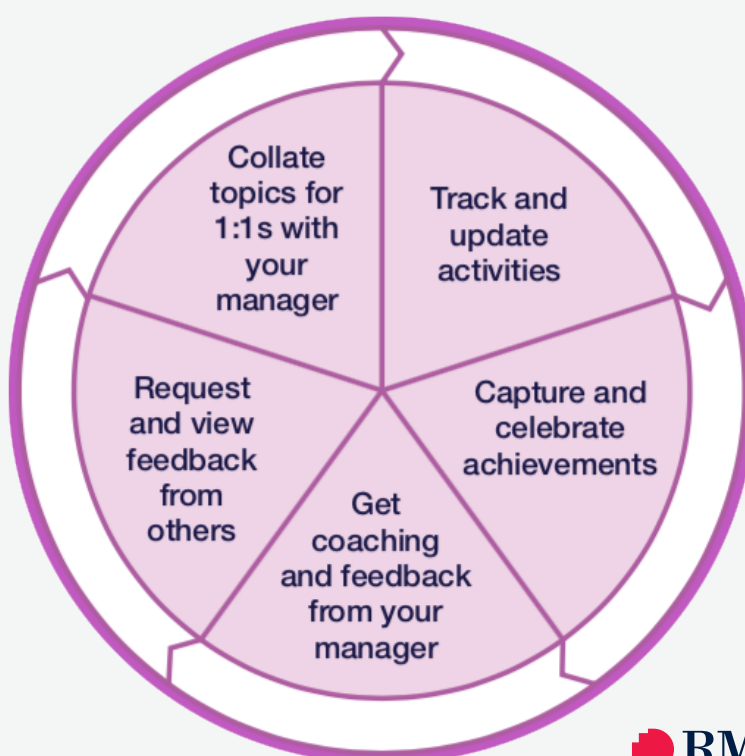 Collate
topics for
1:1s with
your
manager
Track and
update
activities
Capture and
celebrate
achievements
Get
coaching
and feedback
from your
manager
Request
and view
feedback
from
others